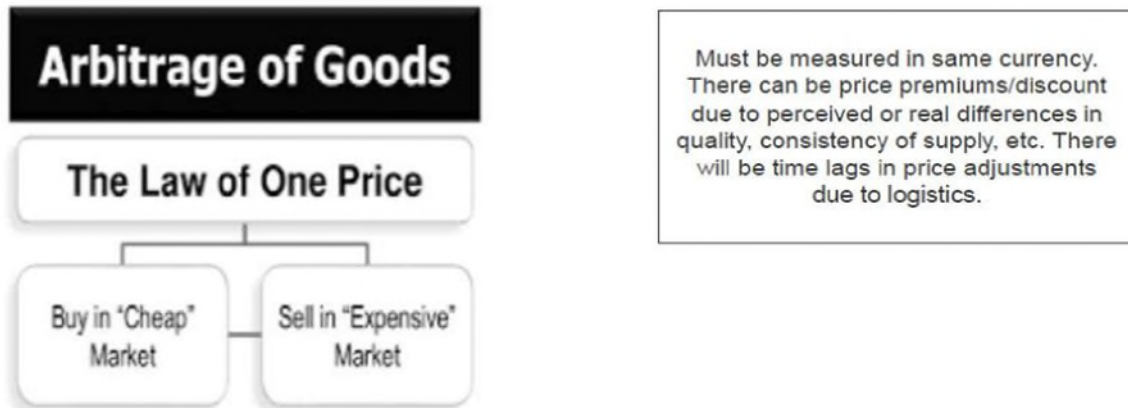 Arbitrage of Goods
The Law of One Price
Buy in “Cheap”
Market
Sell in “Expensive”
Market
Must be measured in same currency.
There can be price premiums/discount
due to perceived or real differences in
quality, consistency of supply, etc. There
will be time lags in price adjustments
due to logistics.